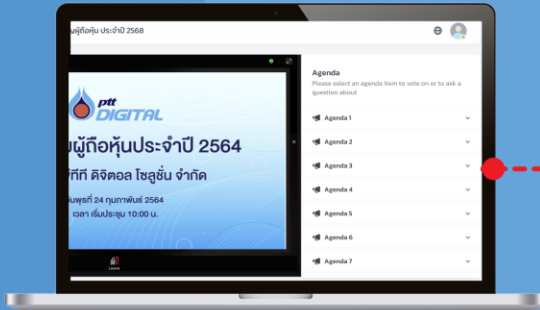 ผู้ถือหุ้น ประจำปี 2568
ptt
DIGITAL
ผู้ถือหุ้นประจำปี 2564
ทีที ดิจิตอล โซลูชั่น จำกัด
วันพุธที่ 24 กุมภาพันธ์ 2564
เวลา เริ่มประชุม 10:00 น.
Leave
Agenda
Please select an agenda item to vote on or to ask a
question about.
Agenda 1
Agenda 2
Agenda 3
Agenda 4
Agenda 5
Agenda 6
Agenda 7